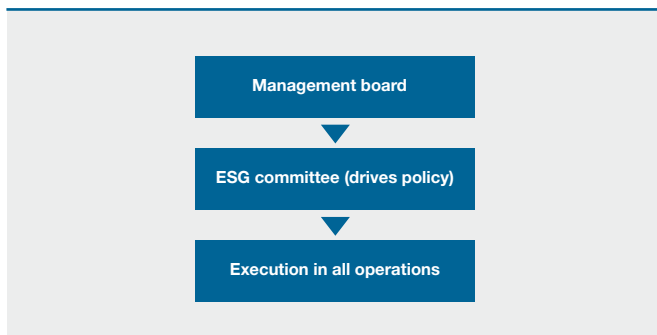 Management board
ESG committee (drives policy)
Execution in all operations